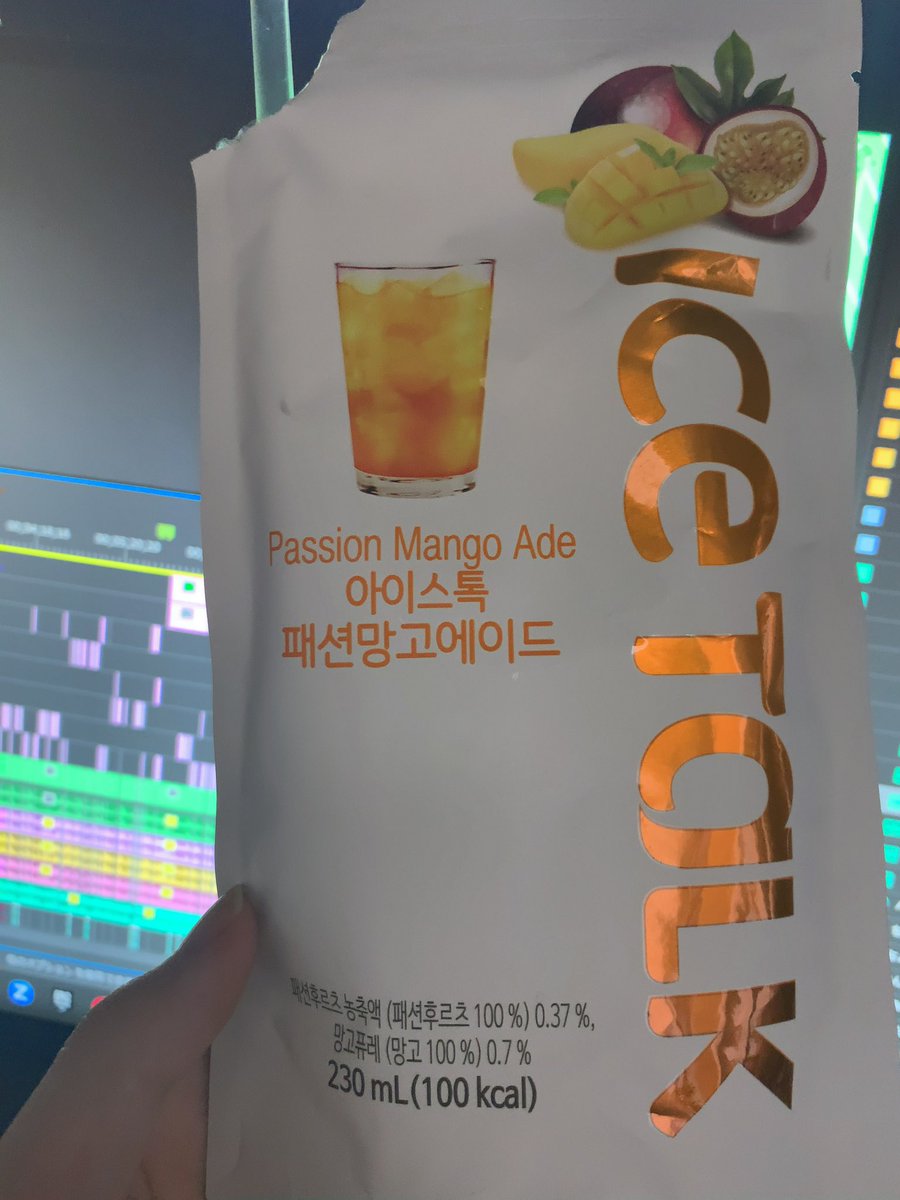 Ice Talk
Passion Mango Ade
아이스톡
패션망고에이드
패션후르츠 농축액 (패션후르츠 100 %) 0.37 %,
망고퓨레 (망고 100 %) 0.7 %
230 mL (100 kcal)